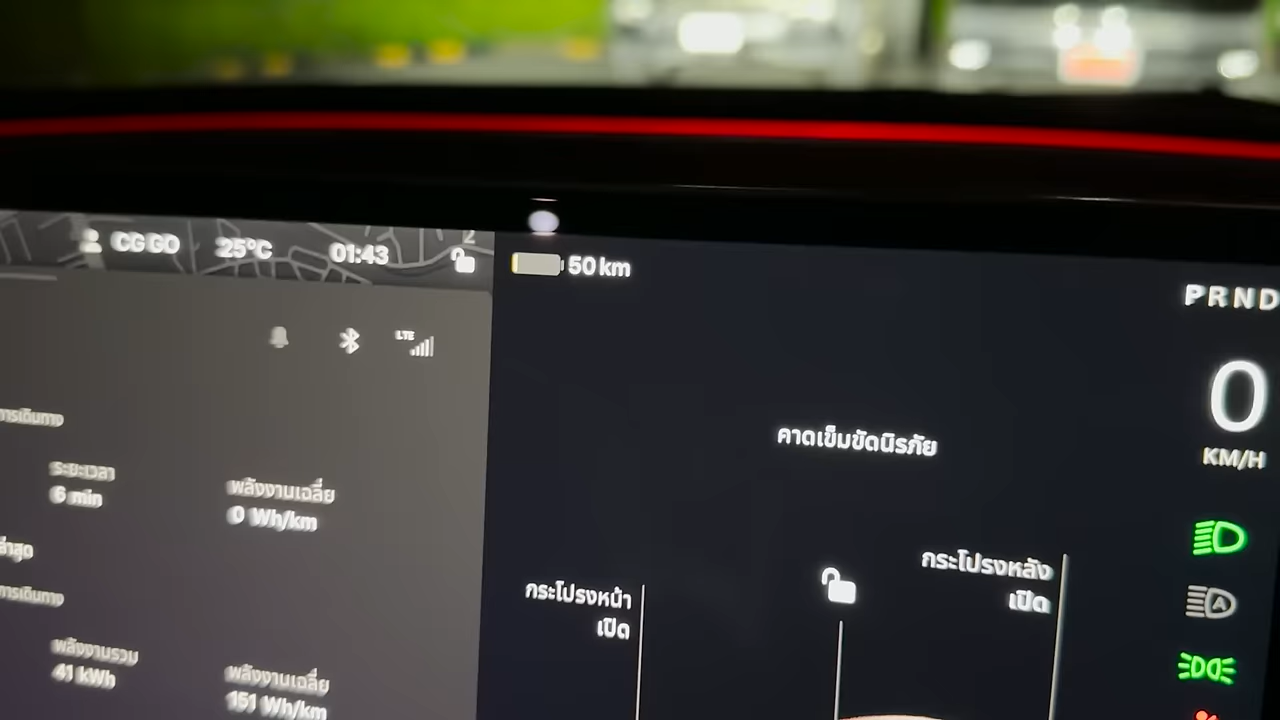 CG GO 25°C 01:43
2
50 km
PRND
LTE
0
KM/H
คาดเข็มขัดนิรภัย
การเดินทาง
ระยะเวลา
6 min
พลังงานเฉลี่ย
0 Wh/km
ล่าสุด
การเดินทาง
พลังงานรวม
41 kWh
พลังงานเฉลี่ย
151 Wh/km
กระโปรงหน้า
เปิด
กระโปรงหลัง
เปิด
A